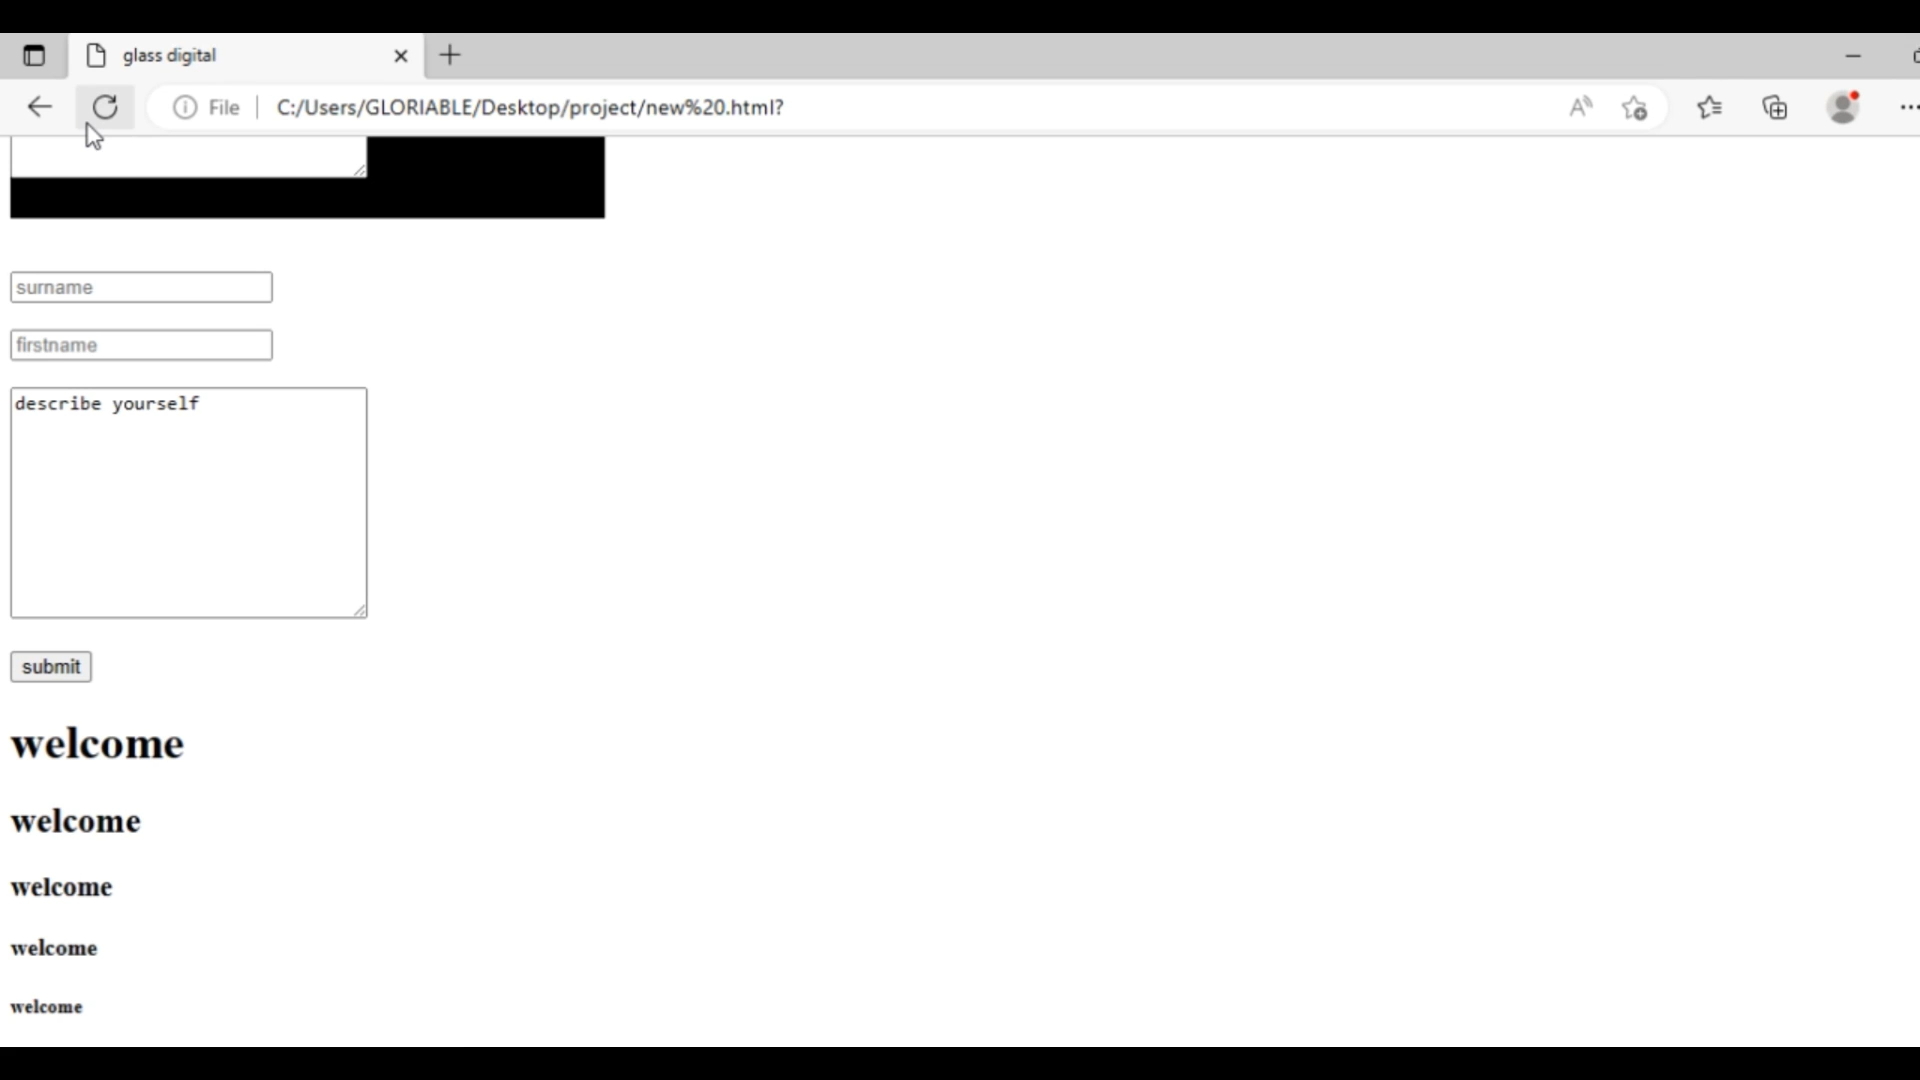 glass digital
File
C:/Users/GLORIABLE/Desktop/project/new%20.html?
surname
firstname
describe yourself
submit
welcome
welcome
welcome
welcome
welcome